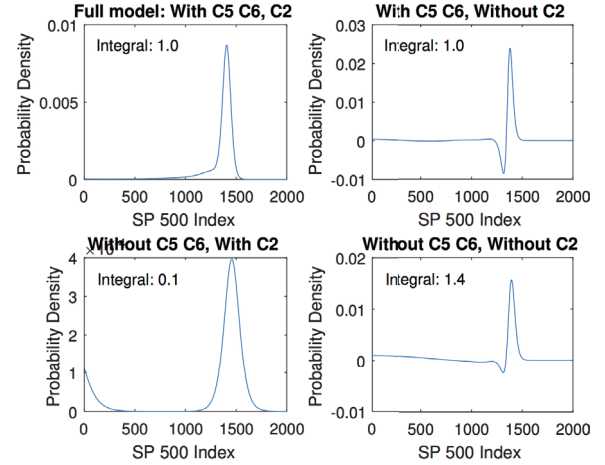 Full model: With C5 C6, C2
0.01
Integral: 1.0
0.005
0
0 500 1000 1500 2000
Probability Density
SP 500 Index
With C5 C6, Without C2
0.03
Integral: 1.0
0.02
0.01
0
-0.01
0 500 1000 1500 2000
Probability Density
SP 500 Index
Without C5 C6, With C2
4
Integral: 0.1
3
2
1
0
0 500 1000 1500 2000
Probability Density
SP 500 Index
Without C5 C6, Without C2
0.02
Integral: 1.4
0.01
0
-0.01
0 500 1000 1500 2000
Probability Density
SP 500 Index